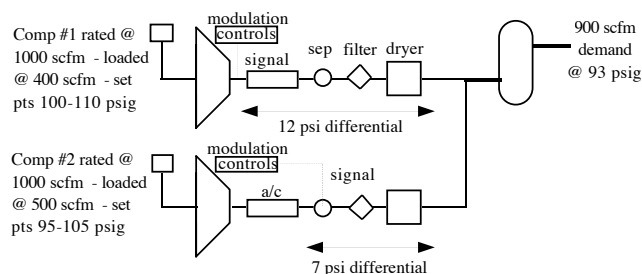 Comp #1 rated @
1000 scfm - loaded
@ 400 scfm - set
pts 100-110 psig
modulation
controls
signal
sep
filter
dryer
12 psi differential
900 scfm
demand
@ 93 psig
Comp #2 rated @
1000 scfm - loaded
@ 500 scfm - set
pts 95-105 psig
modulation
controls
a/c
signal
7 psi differential